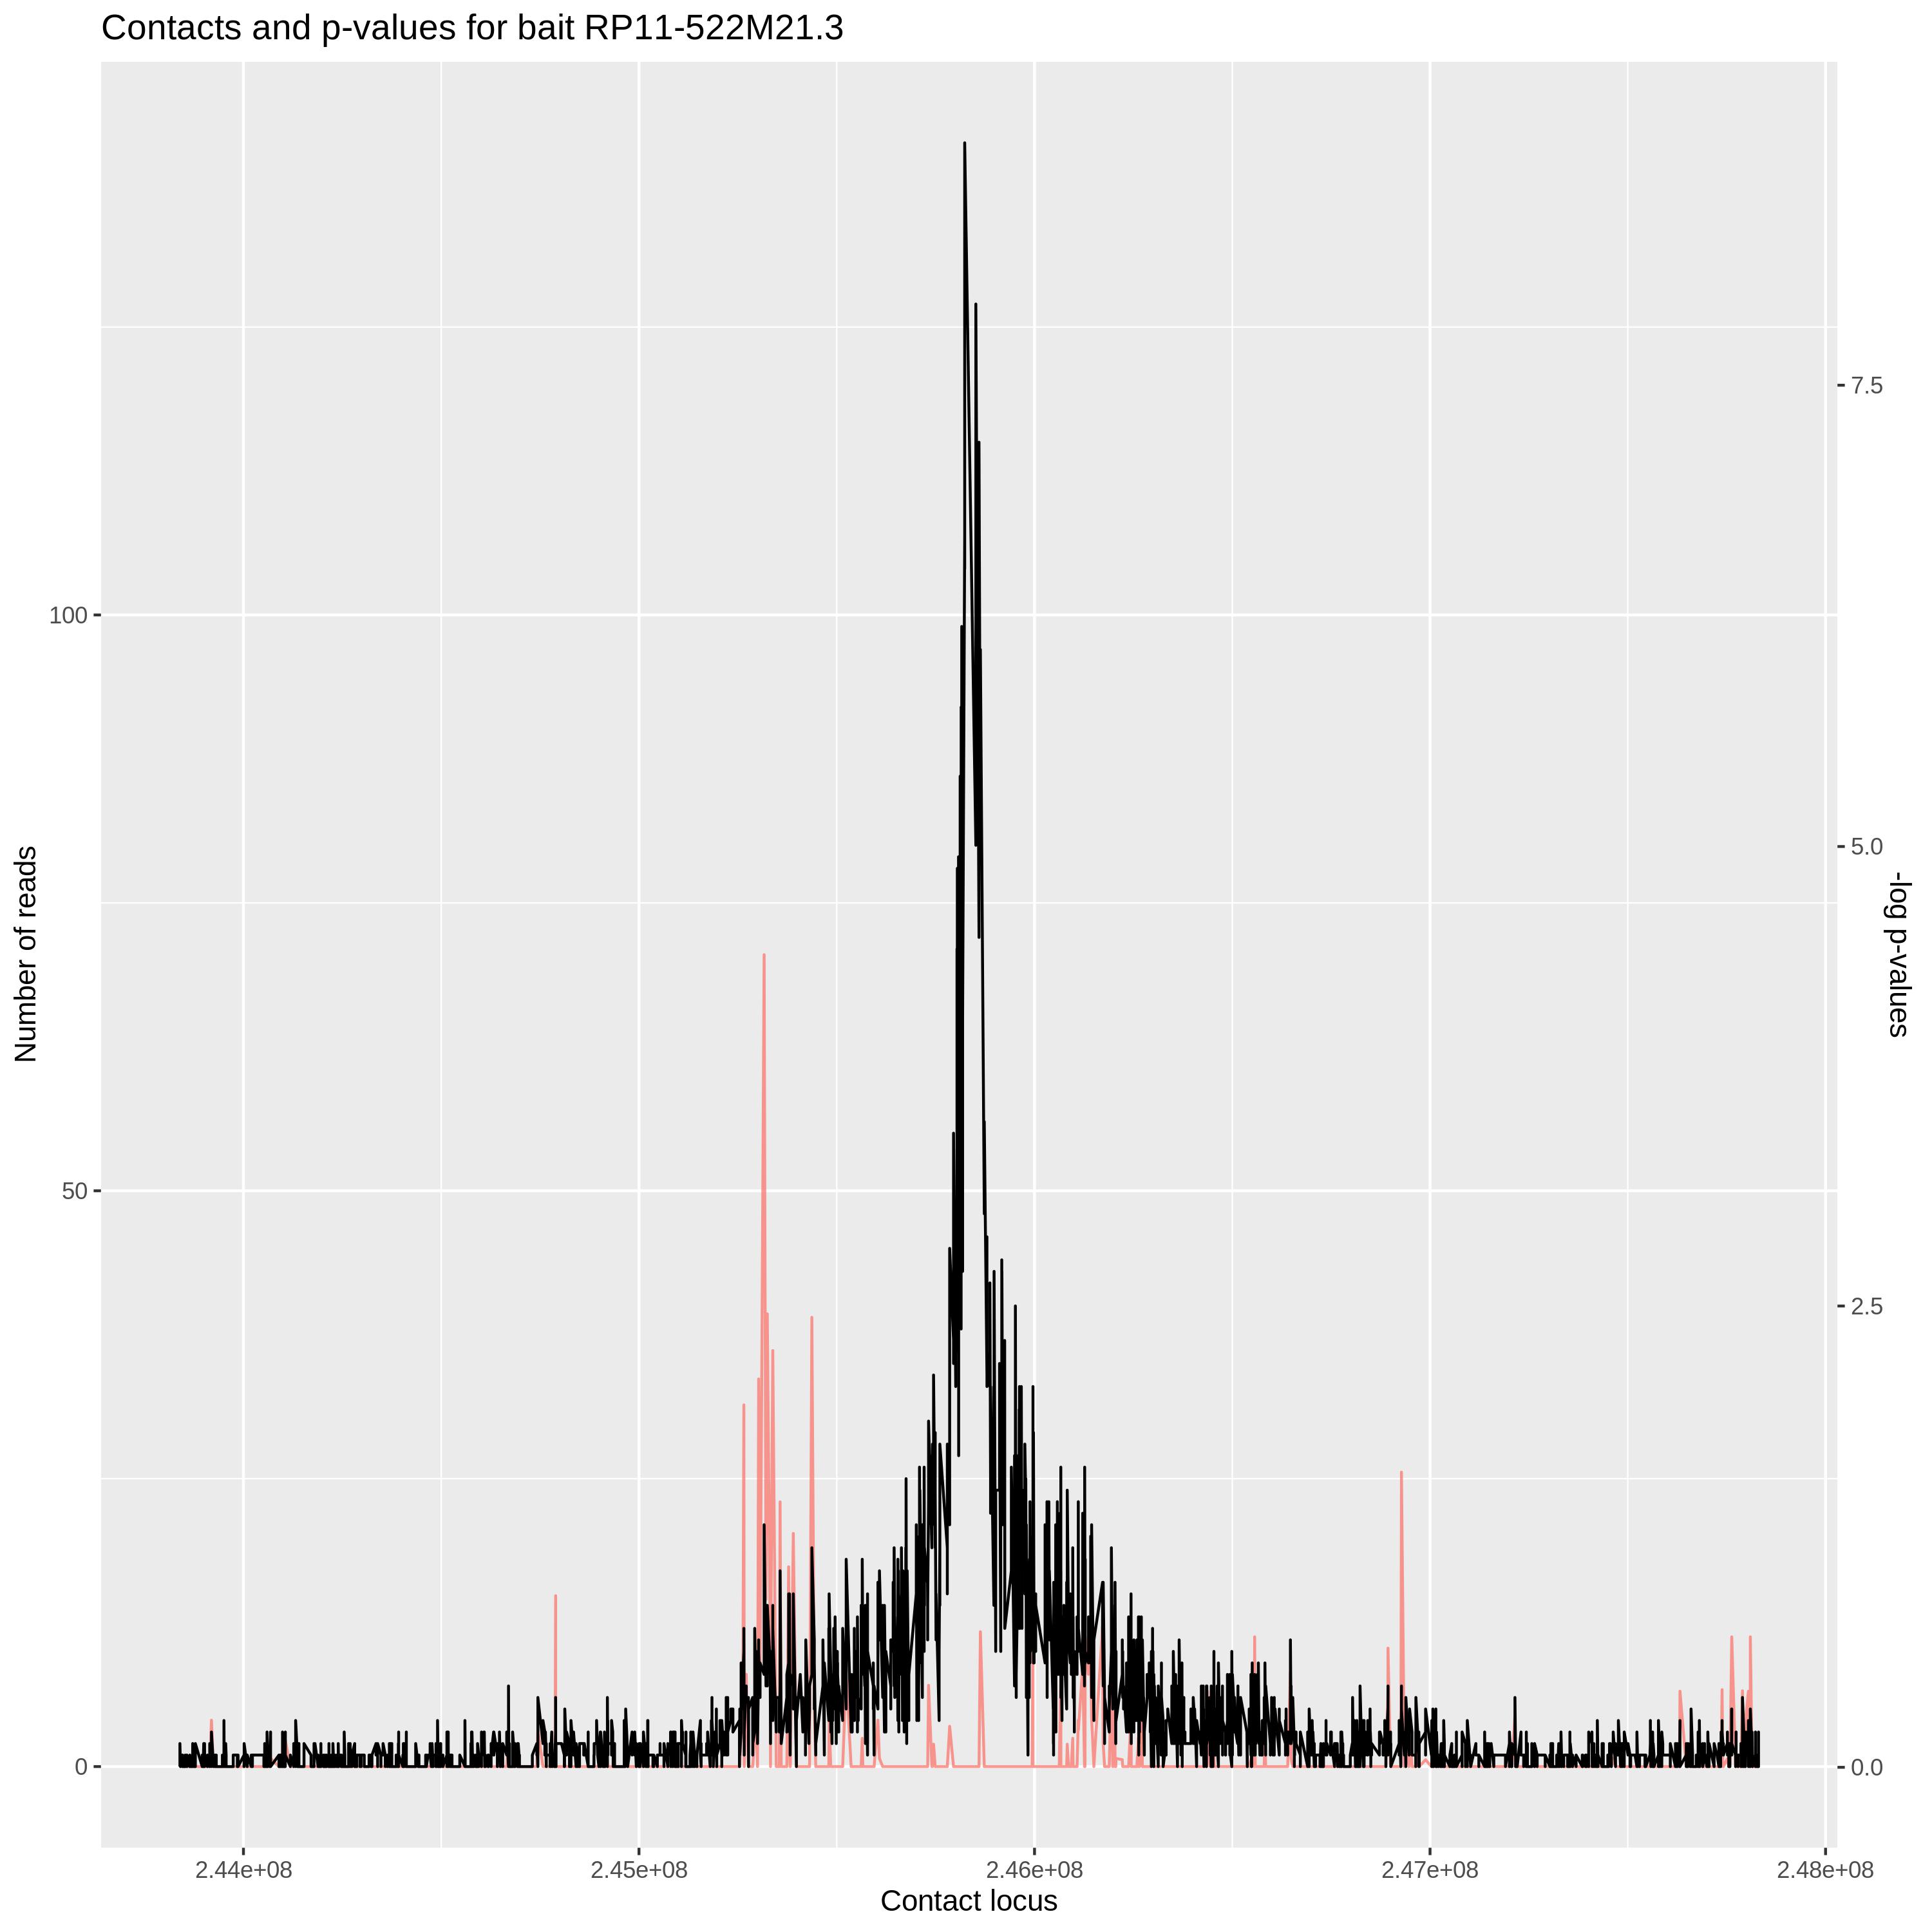 Contacts and p-values for bait RP11-522M21.3
100
50
0
Number of reads
7.5
5.0
2.5
0.0
-log p-values
2.44e+08
2.45e+08
2.46e+08
2.47e+08
2.48e+08
Contact locus